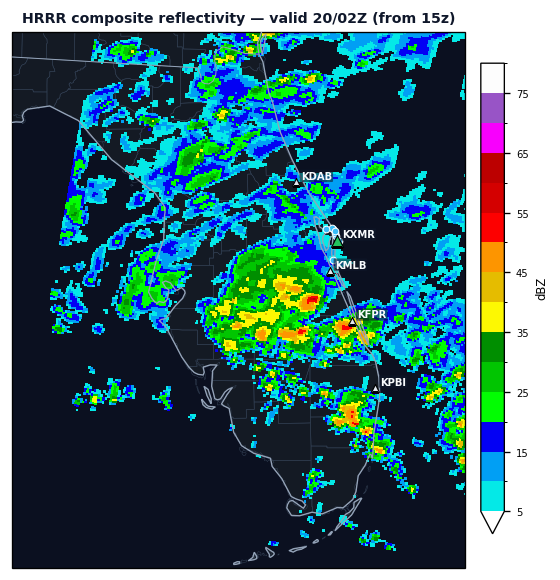 HRRR composite reflectivity — valid 20/02Z (from 15z)
KDAB
KXMR
KMLB
KFPR
KPBI
75
65
55
45
35
25
15
5
dBZ